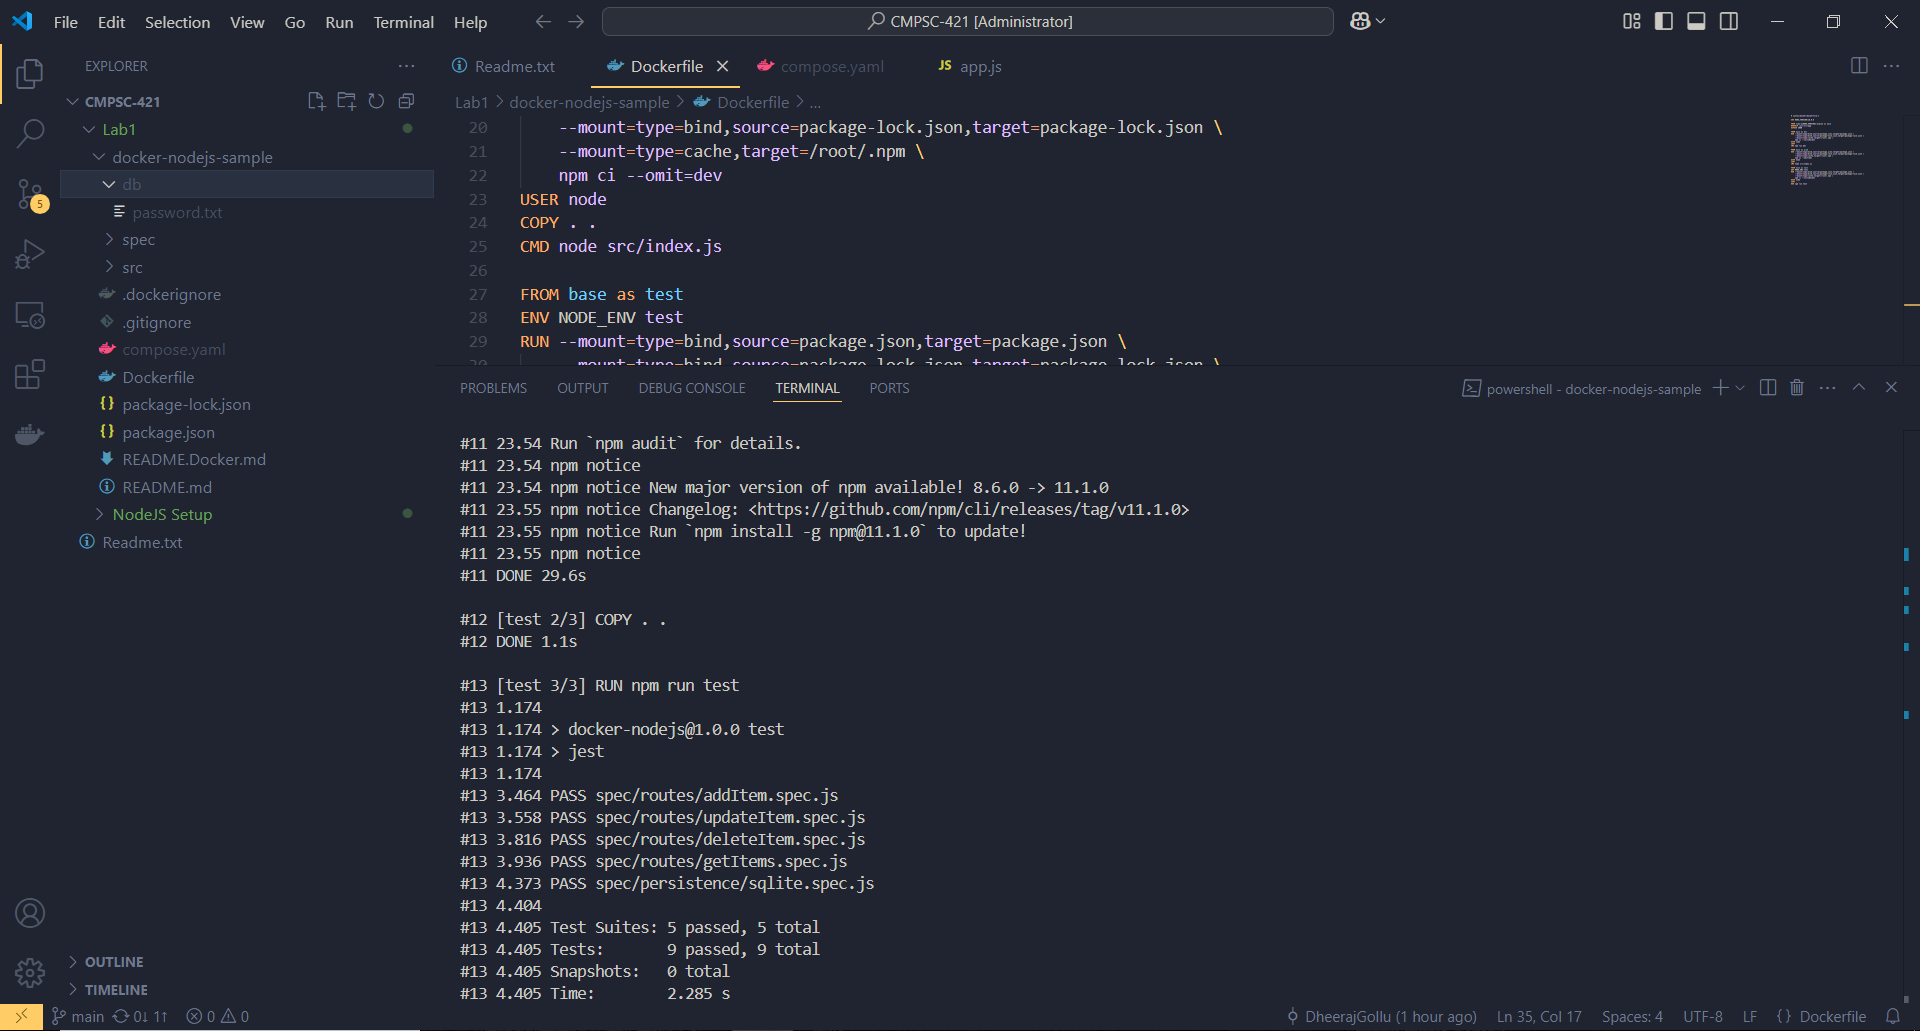 File Edit Selection View Go Run Terminal Help
CMPSC-421 [Administrator]
EXPLORER
CMPSC-421
Lab1
docker-nodejs-sample
db
password.txt
spec
src
.dockerignore
.gitignore
compose.yaml
Dockerfile
package-lock.json
package.json
README.Docker.md
README.md
NodeJS Setup
Readme.txt
OUTLINE
TIMELINE
5
Readme.txt Dockerfile compose.yaml JS app.js
Lab1 > docker-nodejs-sample > Dockerfile > ...
20 --mount=type=bind,source=package-lock.json,target=package-lock.json \
21 --mount=type=cache,target=/root/.npm \
22 npm ci --omit=dev
23 USER node
24 COPY . .
25 CMD node src/index.js
26
27 FROM base as test
28 ENV NODE_ENV test
29 RUN --mount=type=bind,source=package.json,target=package.json \
30 --mount=type=bind,source=package-lock.json,target=package-lock.json \
PROBLEMS OUTPUT DEBUG CONSOLE TERMINAL PORTS
powershell - docker-nodejs-sample
#11 23.54 Run `npm audit` for details.
#11 23.54 npm notice
#11 23.54 npm notice New major version of npm available! 8.6.0 -> 11.1.0
#11 23.55 npm notice Changelog: <https://github.com/npm/cli/releases/tag/v11.1.0>
#11 23.55 npm notice Run `npm install -g npm@11.1.0` to update!
#11 23.55 npm notice
#11 DONE 29.6s
#12 [test 2/3] COPY . .
#12 DONE 1.1s
#13 [test 3/3] RUN npm run test
#13 1.174
#13 1.174 > docker-nodejs@1.0.0 test
#13 1.174 > jest
#13 1.174
#13 3.464 PASS spec/routes/addItem.spec.js
#13 3.558 PASS spec/routes/updateItem.spec.js
#13 3.816 PASS spec/routes/deleteItem.spec.js
#13 3.936 PASS spec/routes/getItems.spec.js
#13 4.373 PASS spec/persistence/sqlite.spec.js
#13 4.404
#13 4.405 Test Suites: 5 passed, 5 total
#13 4.405 Tests: 9 passed, 9 total
#13 4.405 Snapshots: 0 total
#13 4.405 Time: 2.285 s
main 0↓ 1↑ 0 0
DheerajGollu (1 hour ago) Ln 35, Col 17 Spaces: 4 UTF-8 LF {} Dockerfile